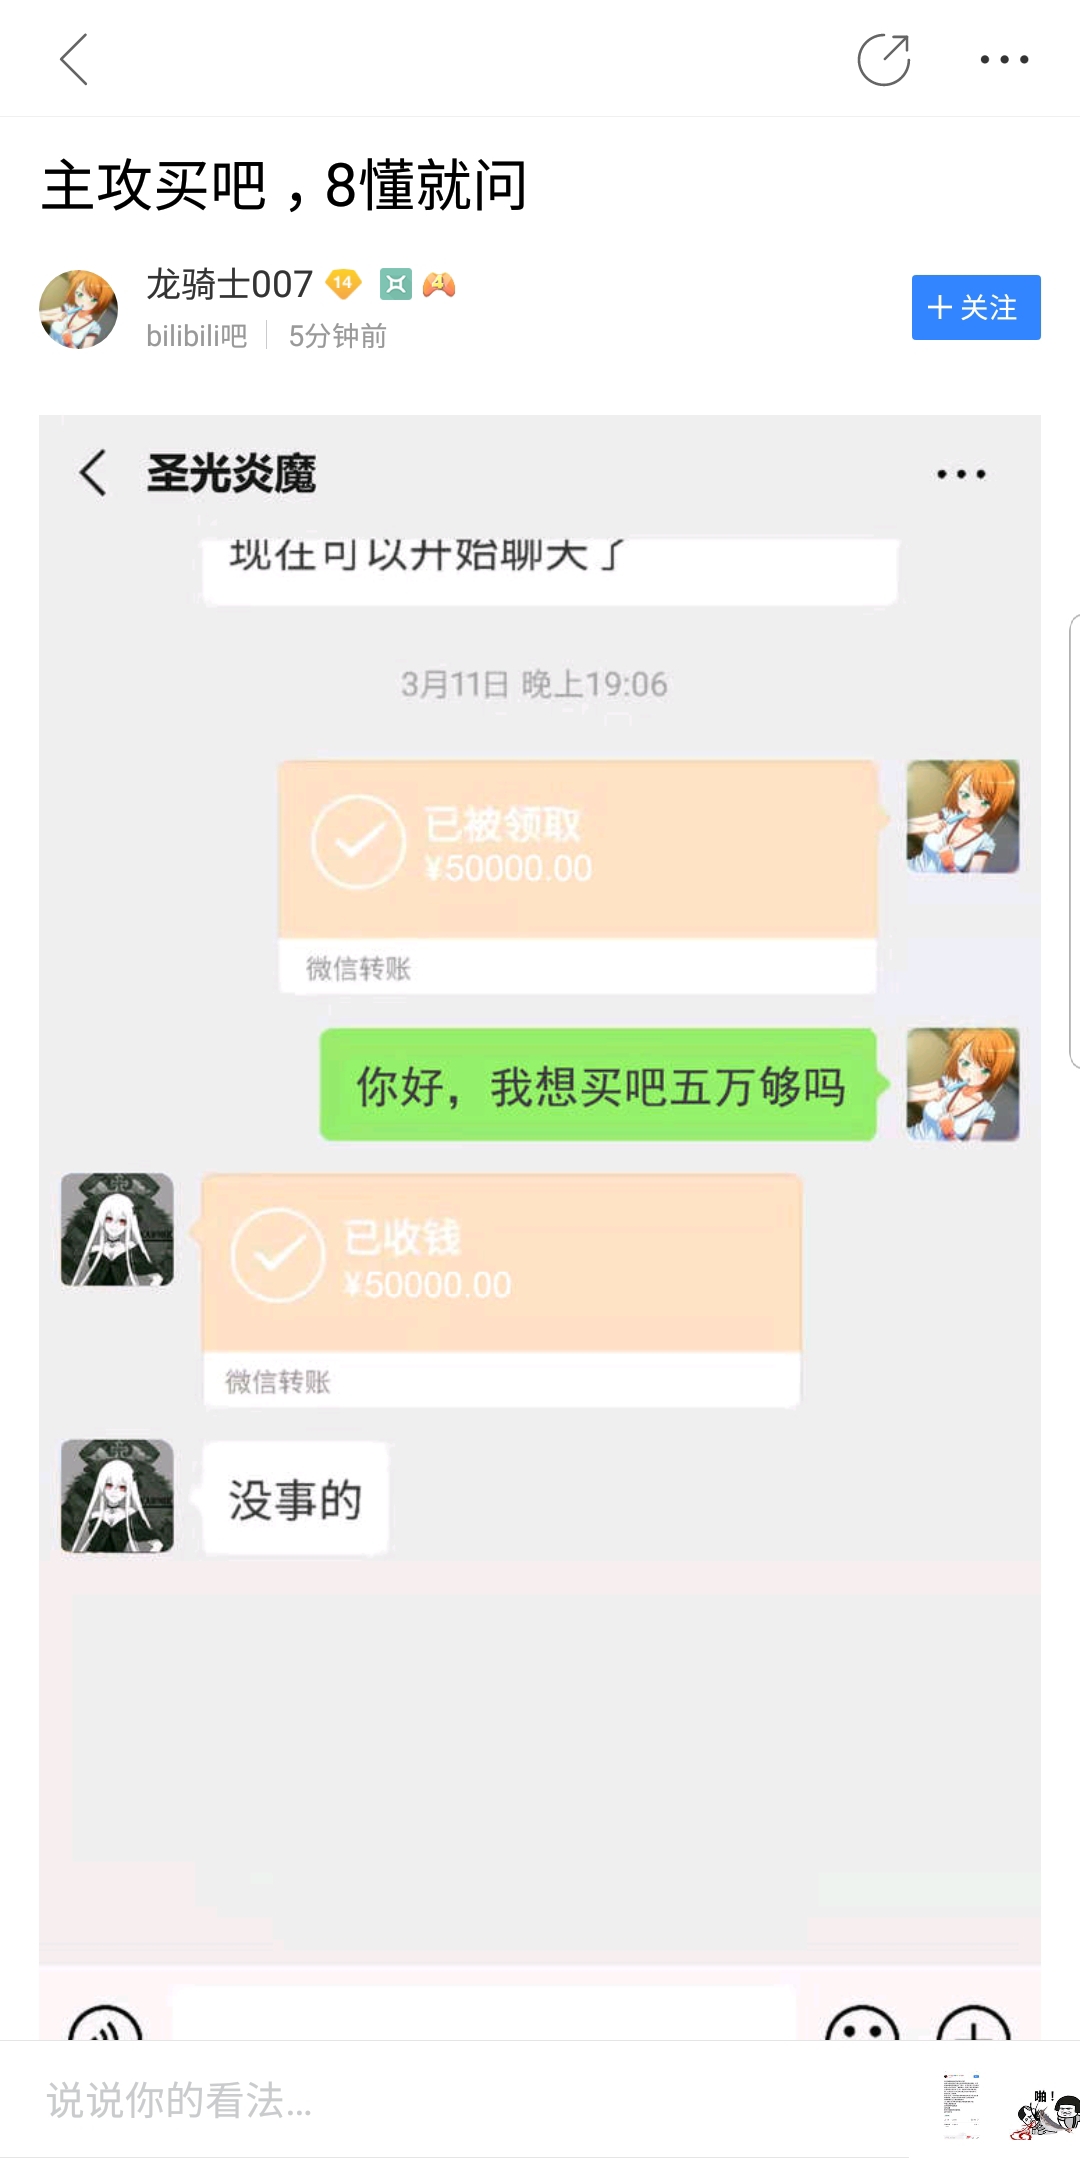 主攻买吧，8懂就问
龙骑士007 14 4
bilibili吧 5分钟前
关注
圣光炎魔
现在可以开始聊天了
3月11日 晚上19:06
已被领取
¥50000.00
微信转账
你好，我想买吧五万够吗
已收钱
¥50000.00
微信转账
没事的
说说你的看法...
啪！